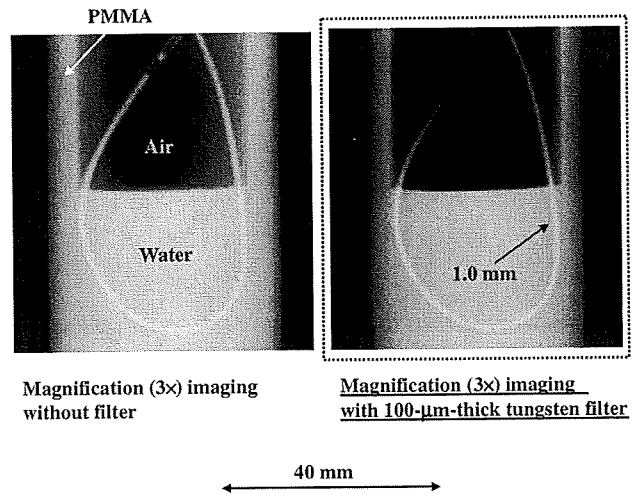 PMMA
Air
Water
1.0 mm
Magnification (3×) imaging
without filter
Magnification (3×) imaging
with 100-μm-thick tungsten filter
40 mm